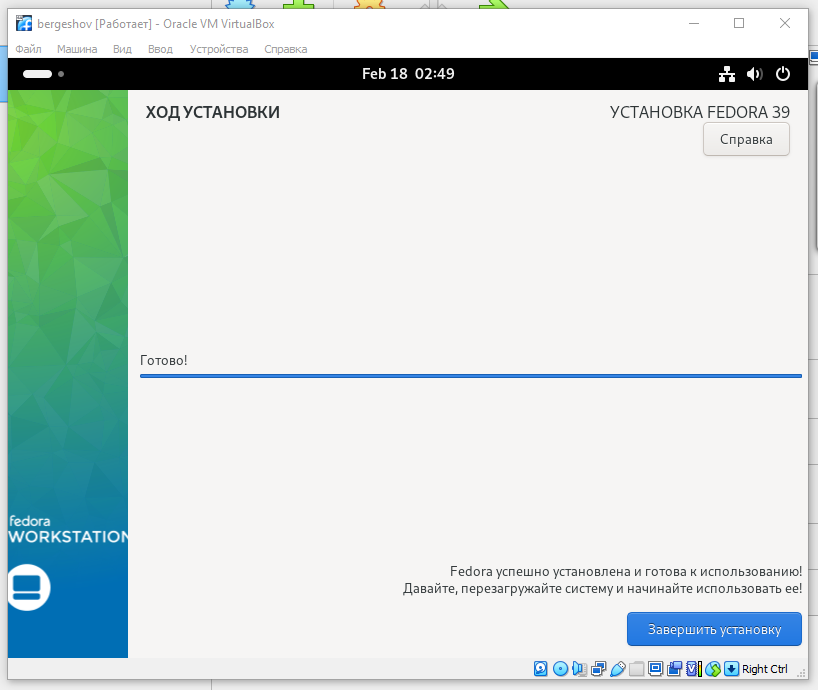 bergeshov [Работает] - Oracle VM VirtualBox
Файл Машина Вид Ввод Устройства Справка
Feb 18 02:49
ХОД УСТАНОВКИ
УСТАНОВКА FEDORA 39
Справка
Готово!
fedora
WORKSTATION
Fedora успешно установлена и готова к использованию!
Давайте, перезагружайте систему и начинайте использовать ее!
Завершить установку
Right Ctrl